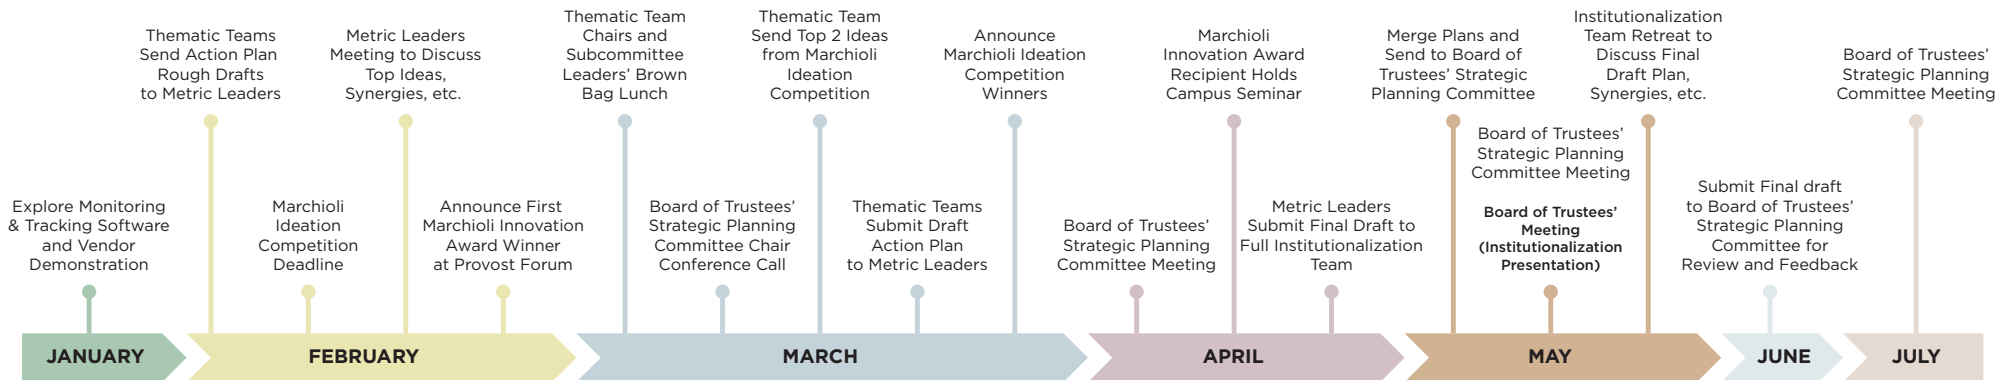 Explore Monitoring
& Tracking Software
and Vendor
Demonstration
Thematic Teams
Send Action Plan
Rough Drafts
to Metric Leaders
Marchioli
Ideation
Competition
Deadline
Metric Leaders
Meeting to Discuss
Top Ideas,
Synergies, etc.
Announce First
Marchioli Innovation
Award Winner
at Provost Forum
Thematic Team
Chairs and
Subcommittee
Leaders’ Brown
Bag Lunch
Board of Trustees’
Strategic Planning
Committee Chair
Conference Call
Thematic Team
Send Top 2 Ideas
from Marchioli
Ideation
Competition
Thematic Teams
Submit Draft
Action Plan
to Metric Leaders
Announce
Marchioli Ideation
Competition
Winners
Board of Trustees’
Strategic Planning
Committee Meeting
Marchioli
Innovation Award
Recipient Holds
Campus Seminar
Metric Leaders
Submit Final Draft to
Full Institutionalization
Team
Merge Plans and
Send to Board of
Trustees’ Strategic
Planning Committee
Board of Trustees’
Strategic Planning
Committee Meeting
Board of Trustees’
Meeting
(Institutionalization
Presentation)
Institutionalization
Team Retreat to
Discuss Final
Draft Plan,
Synergies, etc.
Submit Final draft
to Board of Trustees’
Strategic Planning
Committee for
Review and Feedback
Board of Trustees’
Strategic Planning
Committee Meeting
JANUARY
FEBRUARY
MARCH
APRIL
MAY
JUNE
JULY